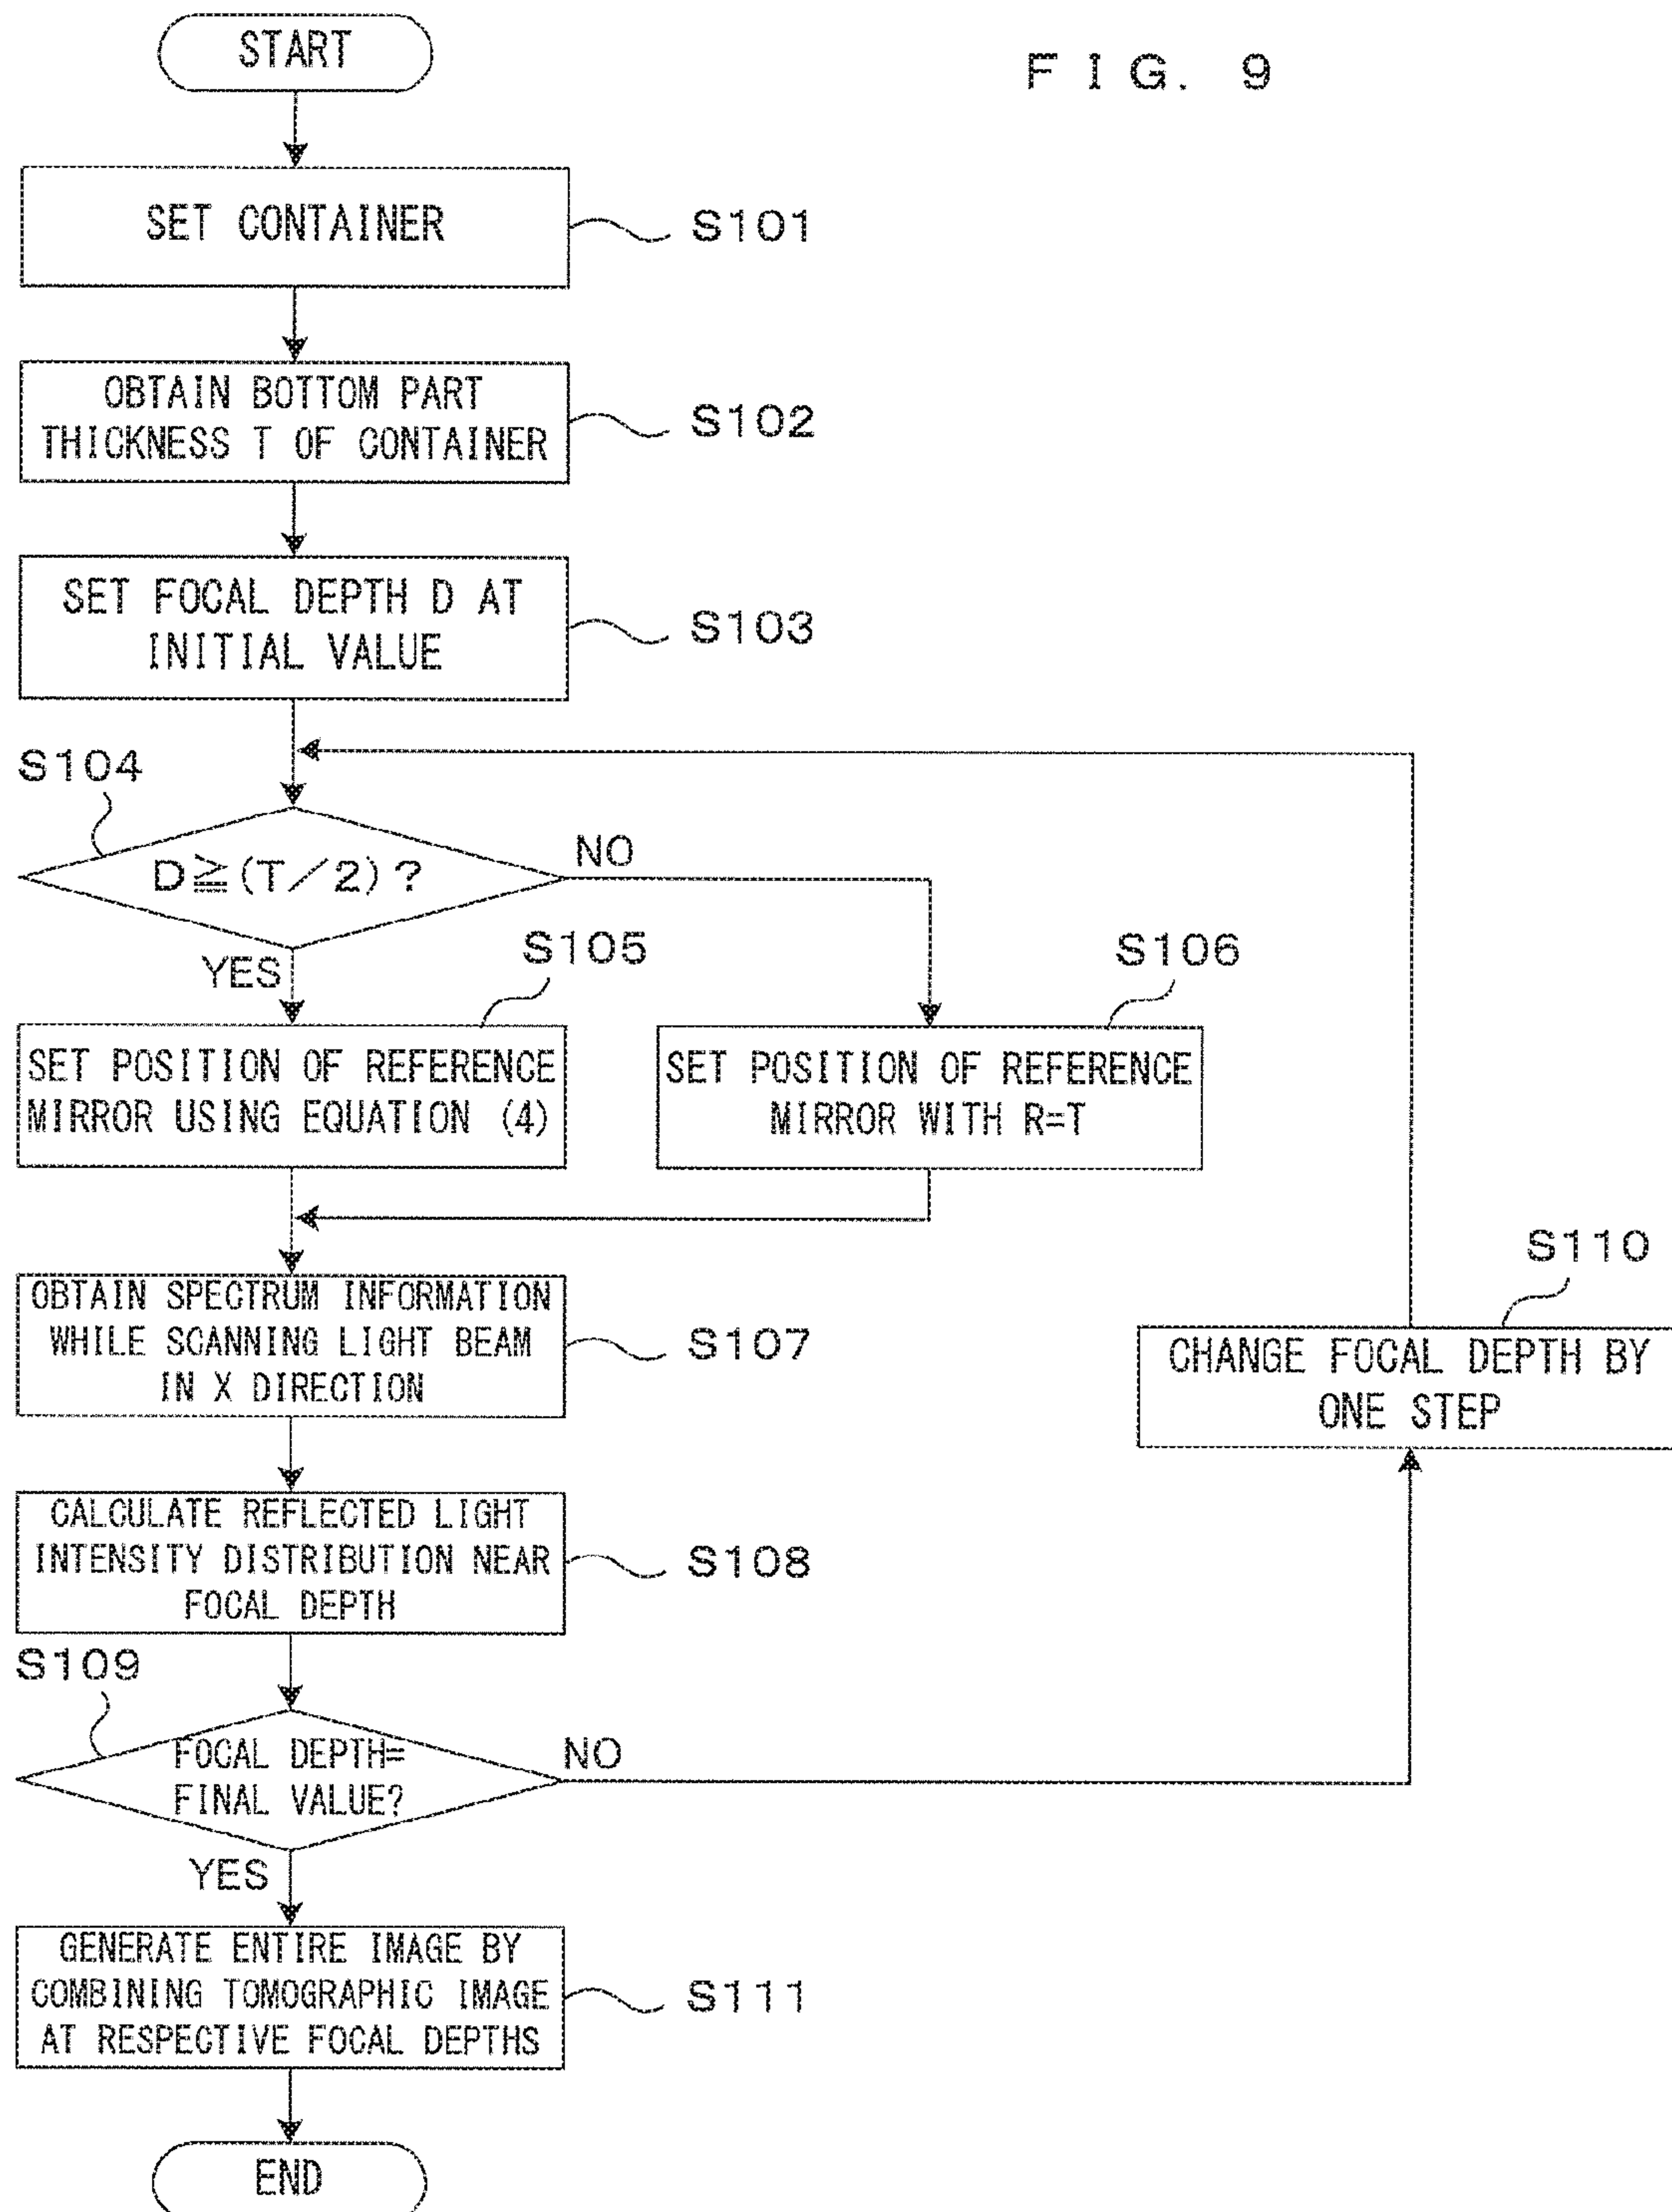 START
F I G. 9
SET CONTAINER
S101
OBTAIN BOTTOM PART
THICKNESS T OF CONTAINER
S102
SET FOCAL DEPTH D AT
INITIAL VALUE
S103
S104
D≧(T/2)?
NO
YES
S105
S106
SET POSITION OF REFERENCE
MIRROR USING EQUATION (4)
SET POSITION OF REFERENCE
MIRROR WITH R=T
OBTAIN SPECTRUM INFORMATION
WHILE SCANNING LIGHT BEAM
IN X DIRECTION
S107
S110
CHANGE FOCAL DEPTH BY
ONE STEP
CALCULATE REFLECTED LIGHT
INTENSITY DISTRIBUTION NEAR
FOCAL DEPTH
S108
S109
FOCAL DEPTH=
FINAL VALUE?
NO
YES
GENERATE ENTIRE IMAGE BY
COMBINING TOMOGRAPHIC IMAGE
AT RESPECTIVE FOCAL DEPTHS
S111
END